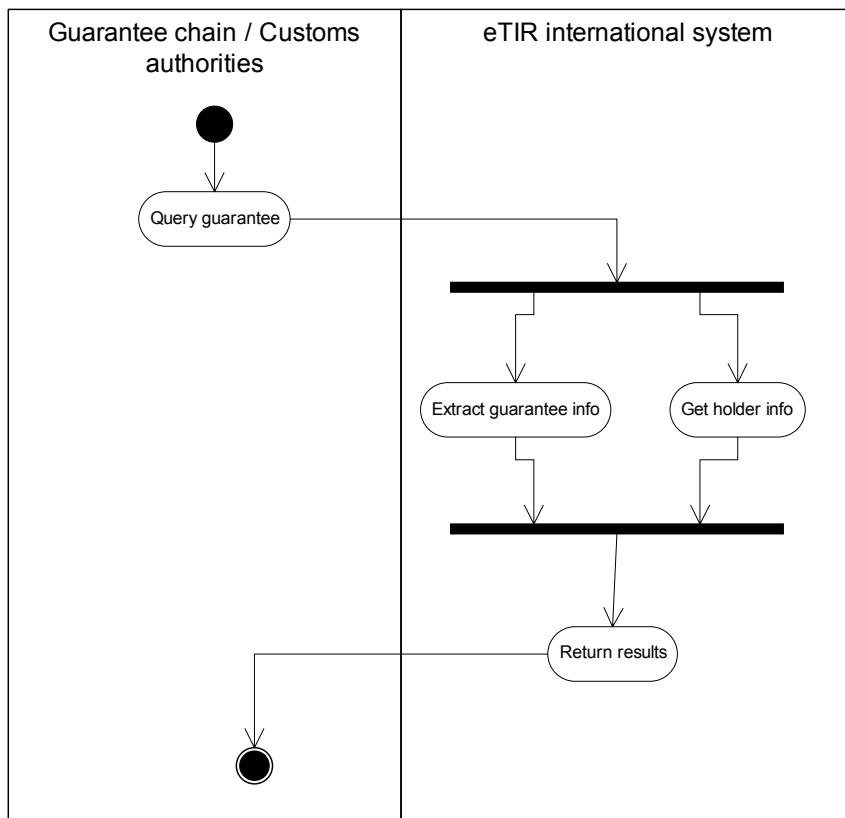 Guarantee chain / Customs
authorities
eTIR international system
Query guarantee
Extract guarantee info
Get holder info
Return results